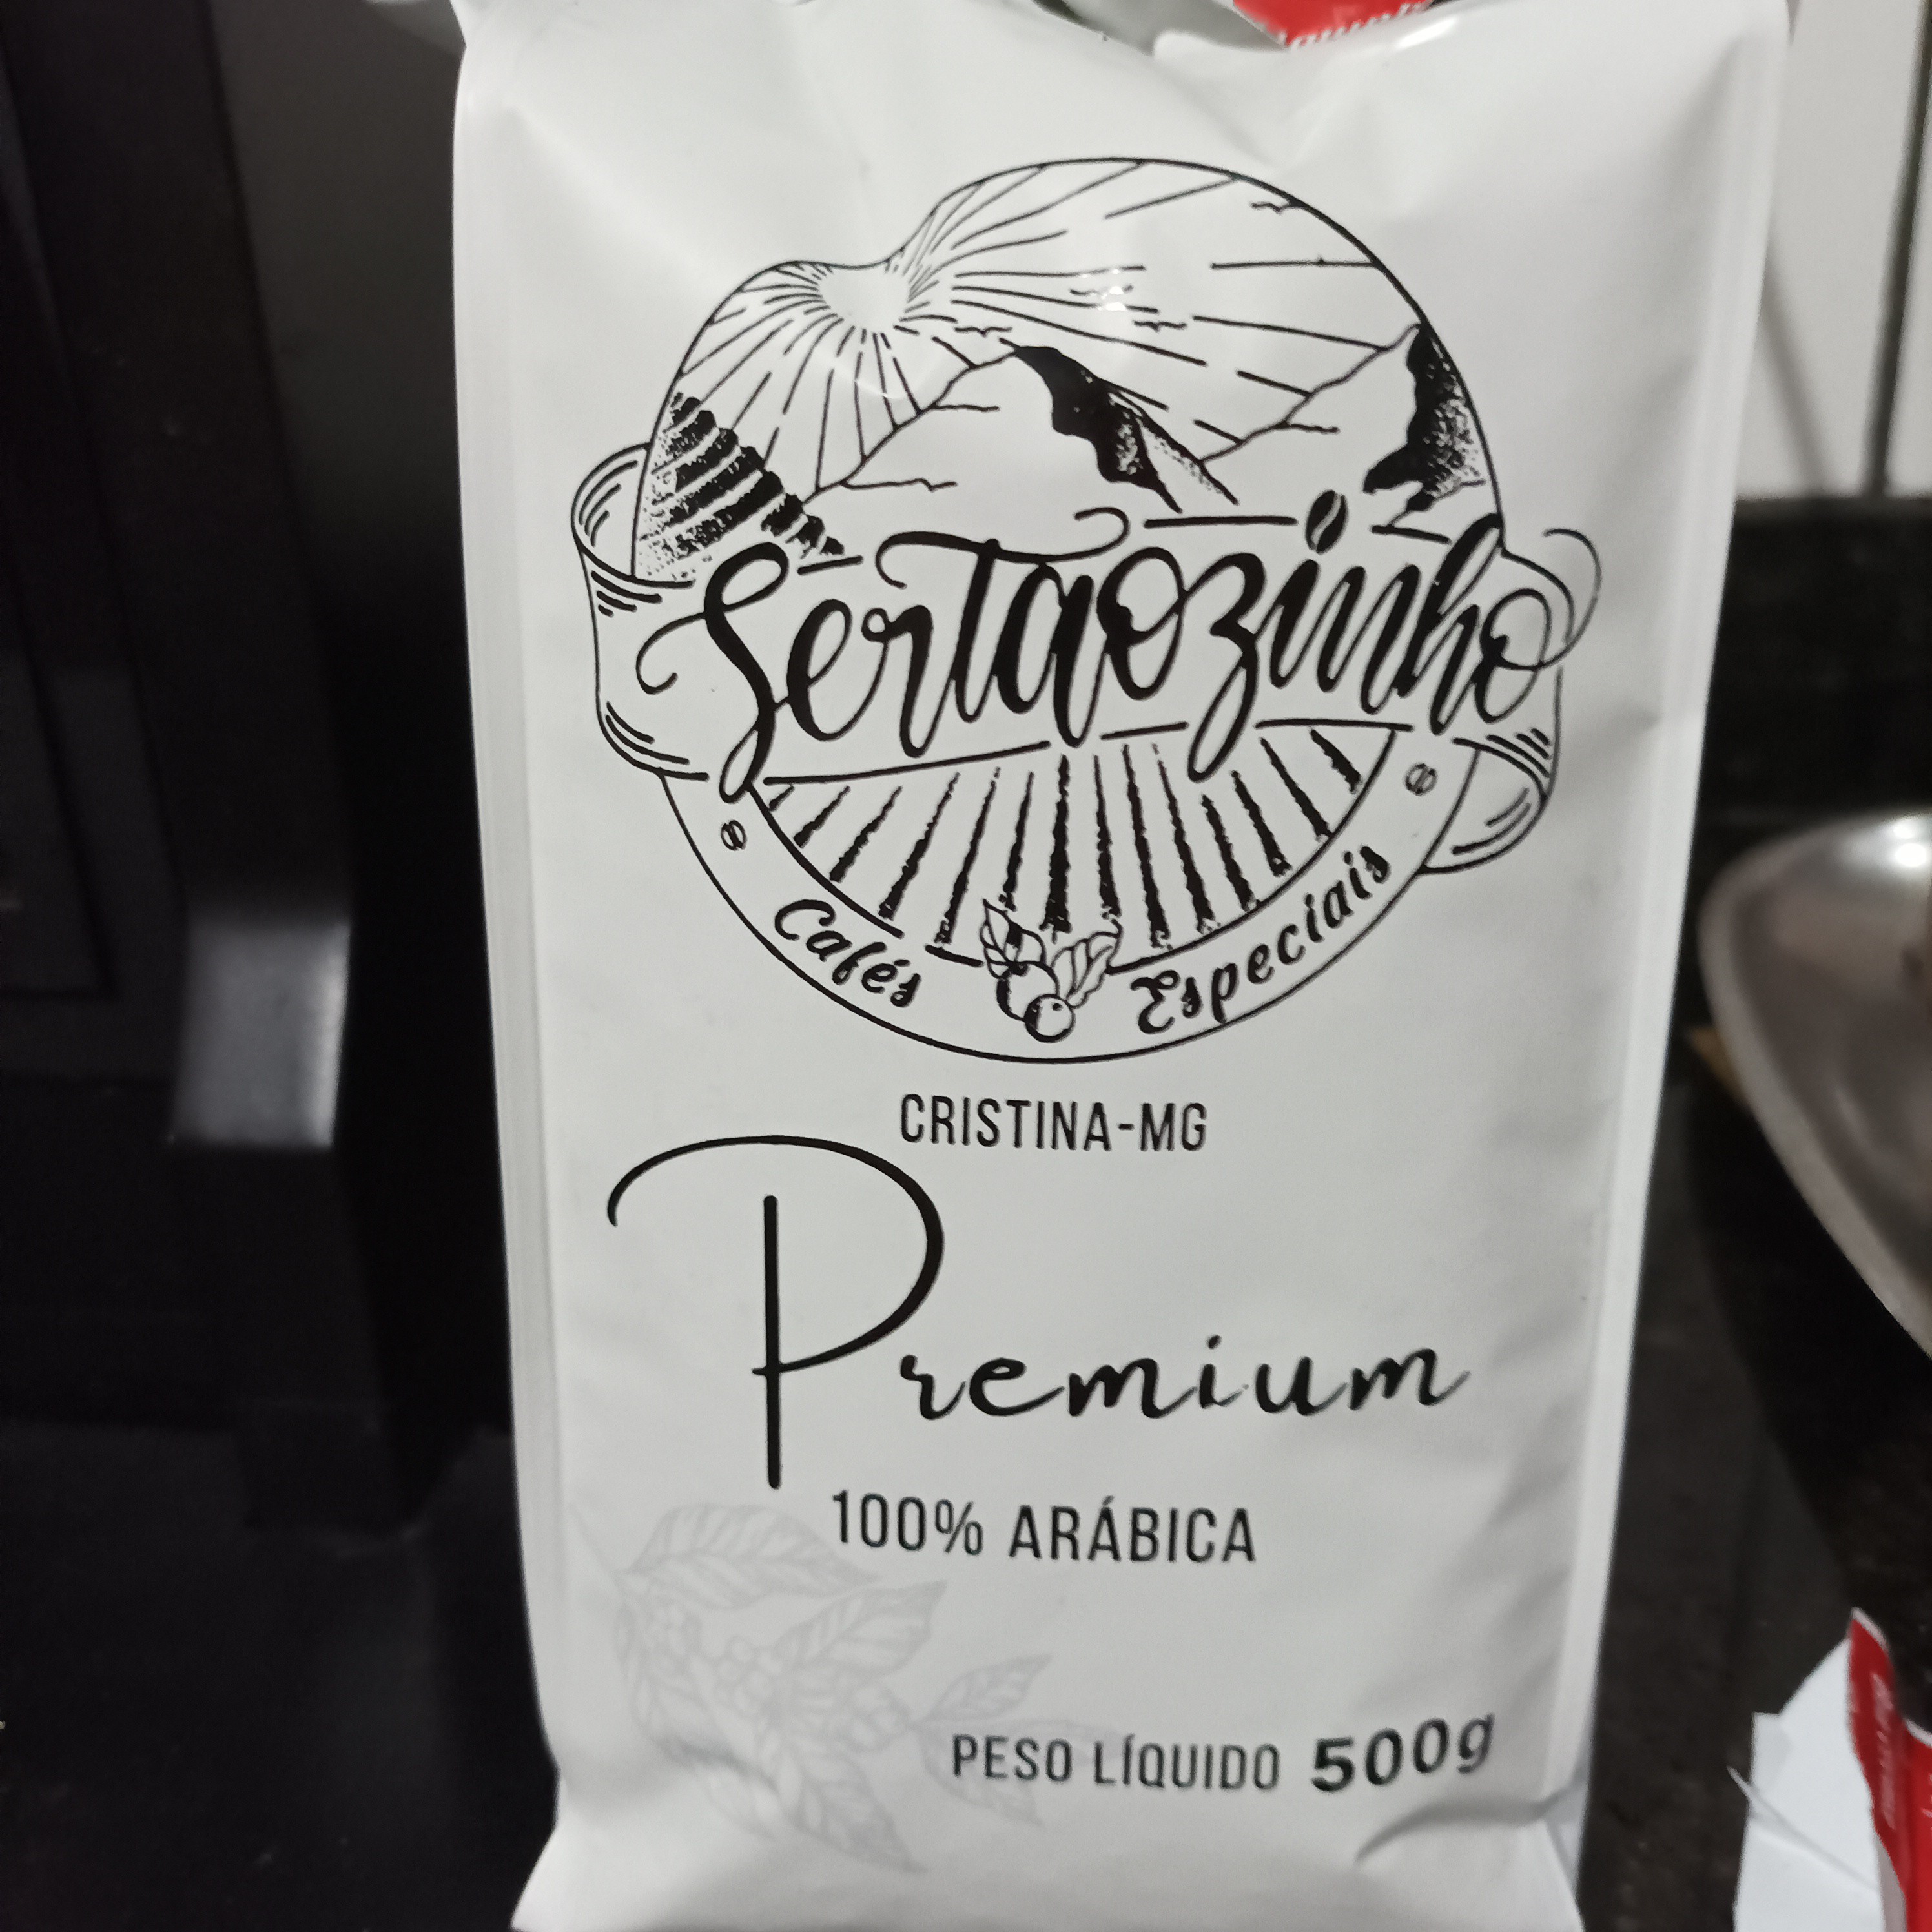 Sertaozinho
Cafés Especiais
CRISTINA-MG
Premium
100% ARÁBICA
PESO LÍQUIDO 500g